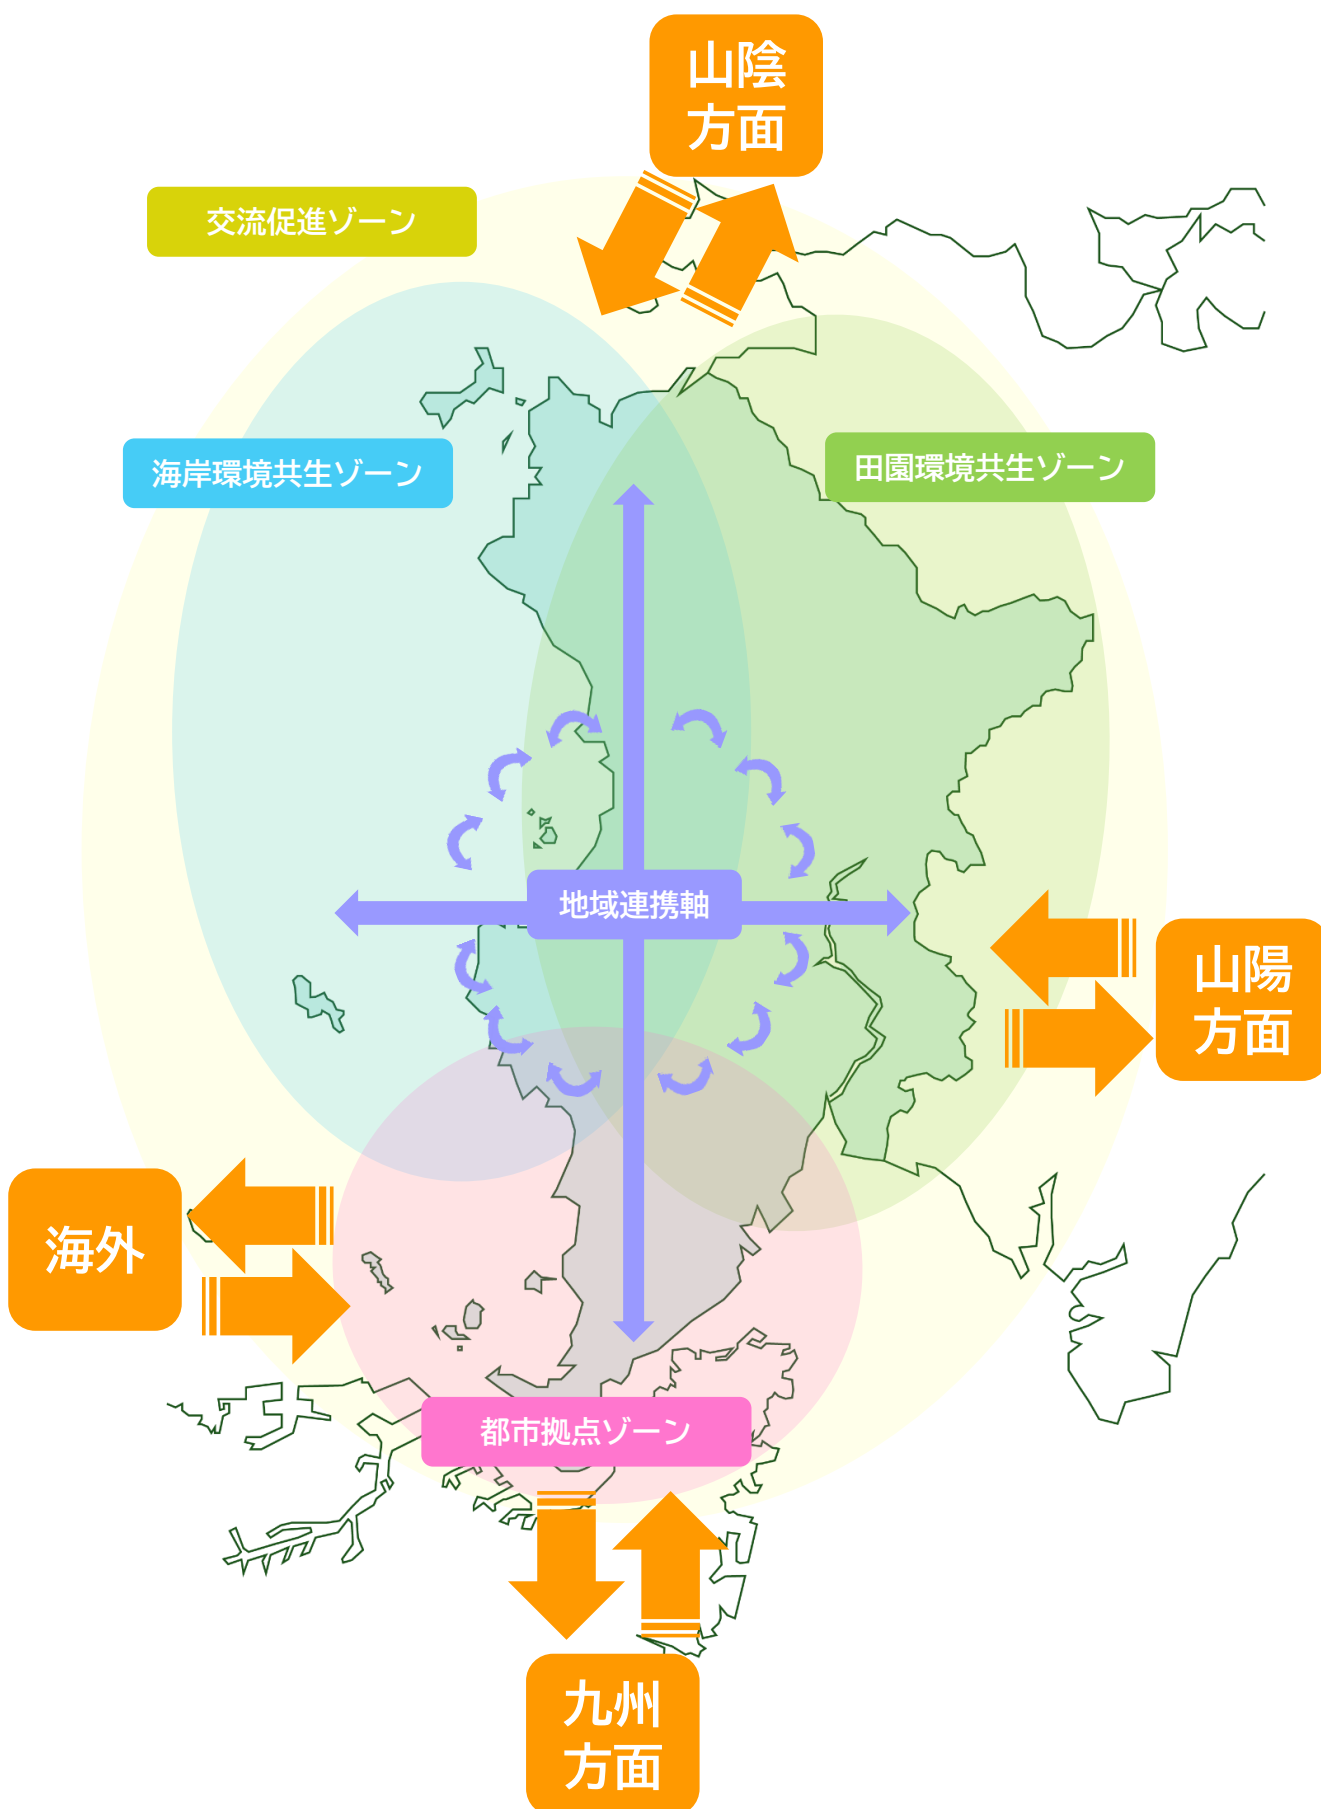 山陰
方面
交流促進ゾーン
海岸環境共生ゾーン
田園環境共生ゾーン
地域連携軸
山陽
方面
海外
都市拠点ゾーン
九州
方面